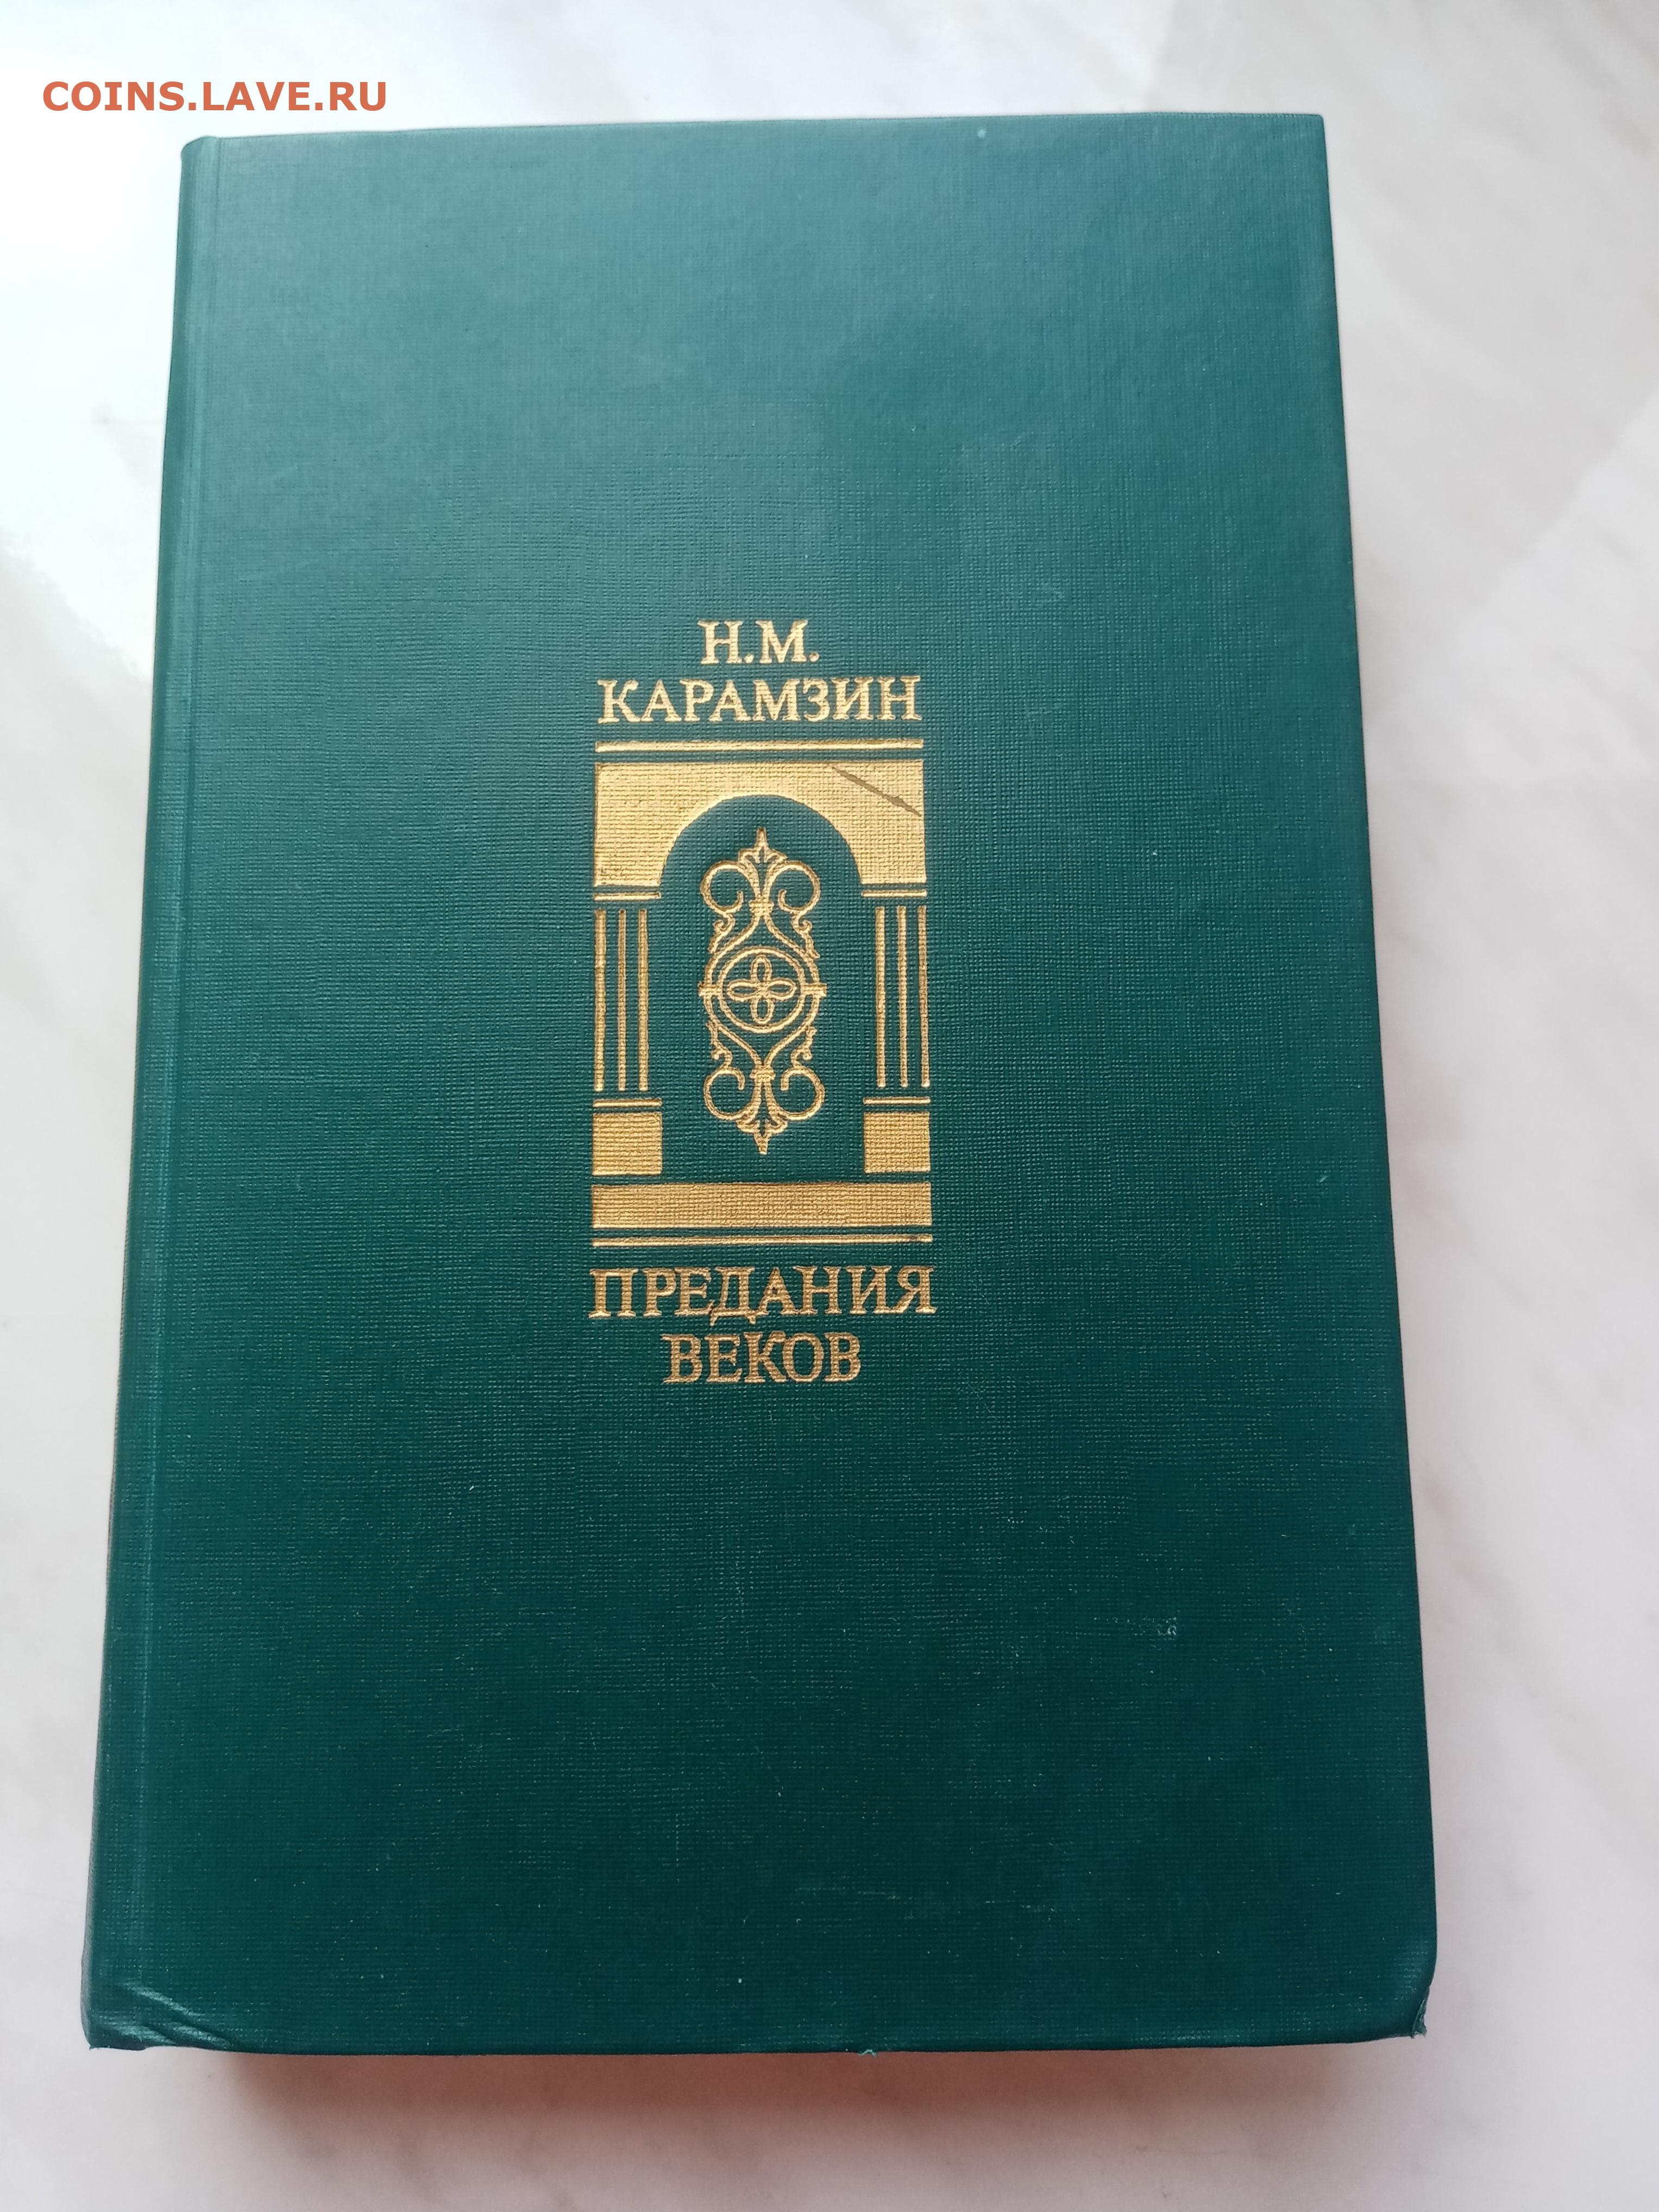 COINS.LAVE.RU
Н.М.
КАРАМЗИН
ПРЕДАНИЯ
ВЕКОВ